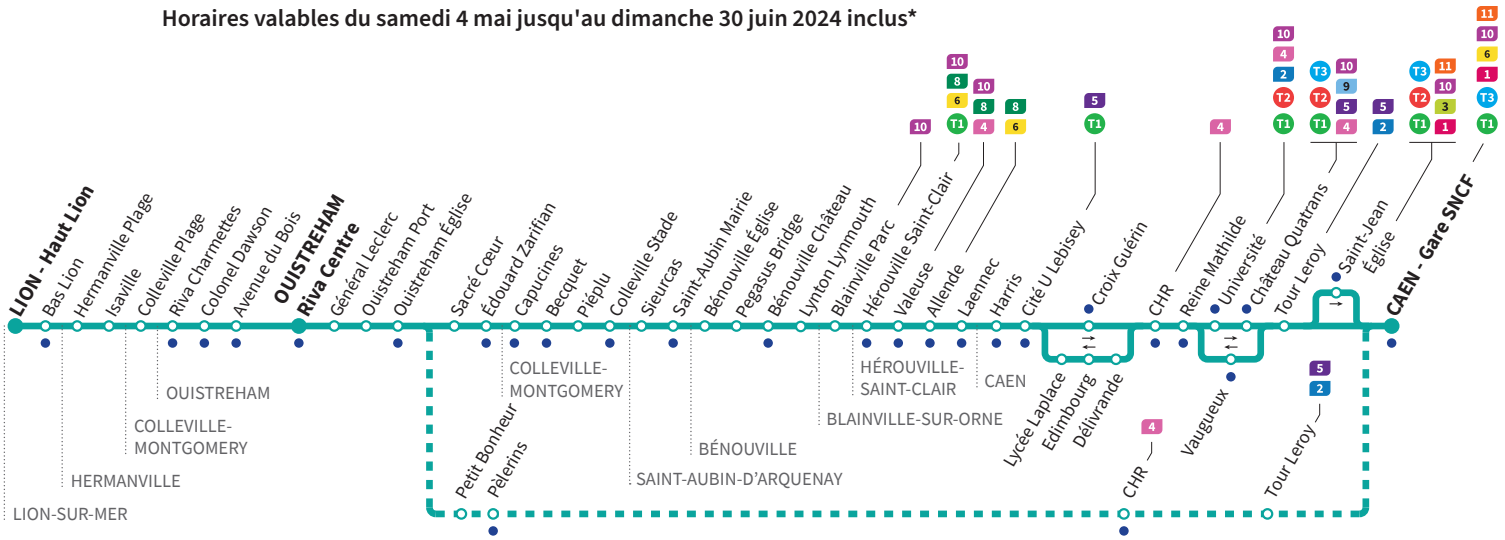 Horaires valables du samedi 4 mai jusqu'au dimanche 30 juin 2024 inclus*
LION - Haut Lion
Bas Lion
Hermanville Plage
Isaville
Colleville Plage
Riva Charmettes
Colonel Dawson
Avenue du Bois
OUISTREHAM
Riva Centre
Général Leclerc
Ouistreham Port
Ouistreham Église
Sacré Cœur
Édouard Zarifian
Capucines
Becquet
Piéplu
Colleville Stade
Sieurcas
Saint-Aubin Mairie
Bénouville Église
Pegasus Bridge
Bénouville Château
Lynton Lynmouth
Blainville Parc
10
Hérouville Saint-Clair
10
8
6
T1
Valeuse
10
8
4
Allende
8
6
Laennec
Harris
Cité U Lebisey
5
T1
Croix Guérin
CHR
4
Reine Mathilde
Université
10
4
2
T2
T1
Château Quatrans
T3 10
9
T2 5
T1 4
Tour Leroy
5
2
Saint-Jean
Église
T3 11
10
T2 3
T1 1
CAEN - Gare SNCF
11
10
6
1
T3
T1
Lycée Laplace
Edimbourg
Délivrande
Vaugueux
LION-SUR-MER
HERMANVILLE
COLLEVILLE-
MONTGOMERY
OUISTREHAM
COLLEVILLE-
MONTGOMERY
SAINT-AUBIN-D'ARQUENAY
BÉNOUVILLE
BLAINVILLE-SUR-ORNE
HÉROUVILLE-
SAINT-CLAIR
CAEN
Petit Bonheur
Pèlerins
CHR
4
Tour Leroy
5
2